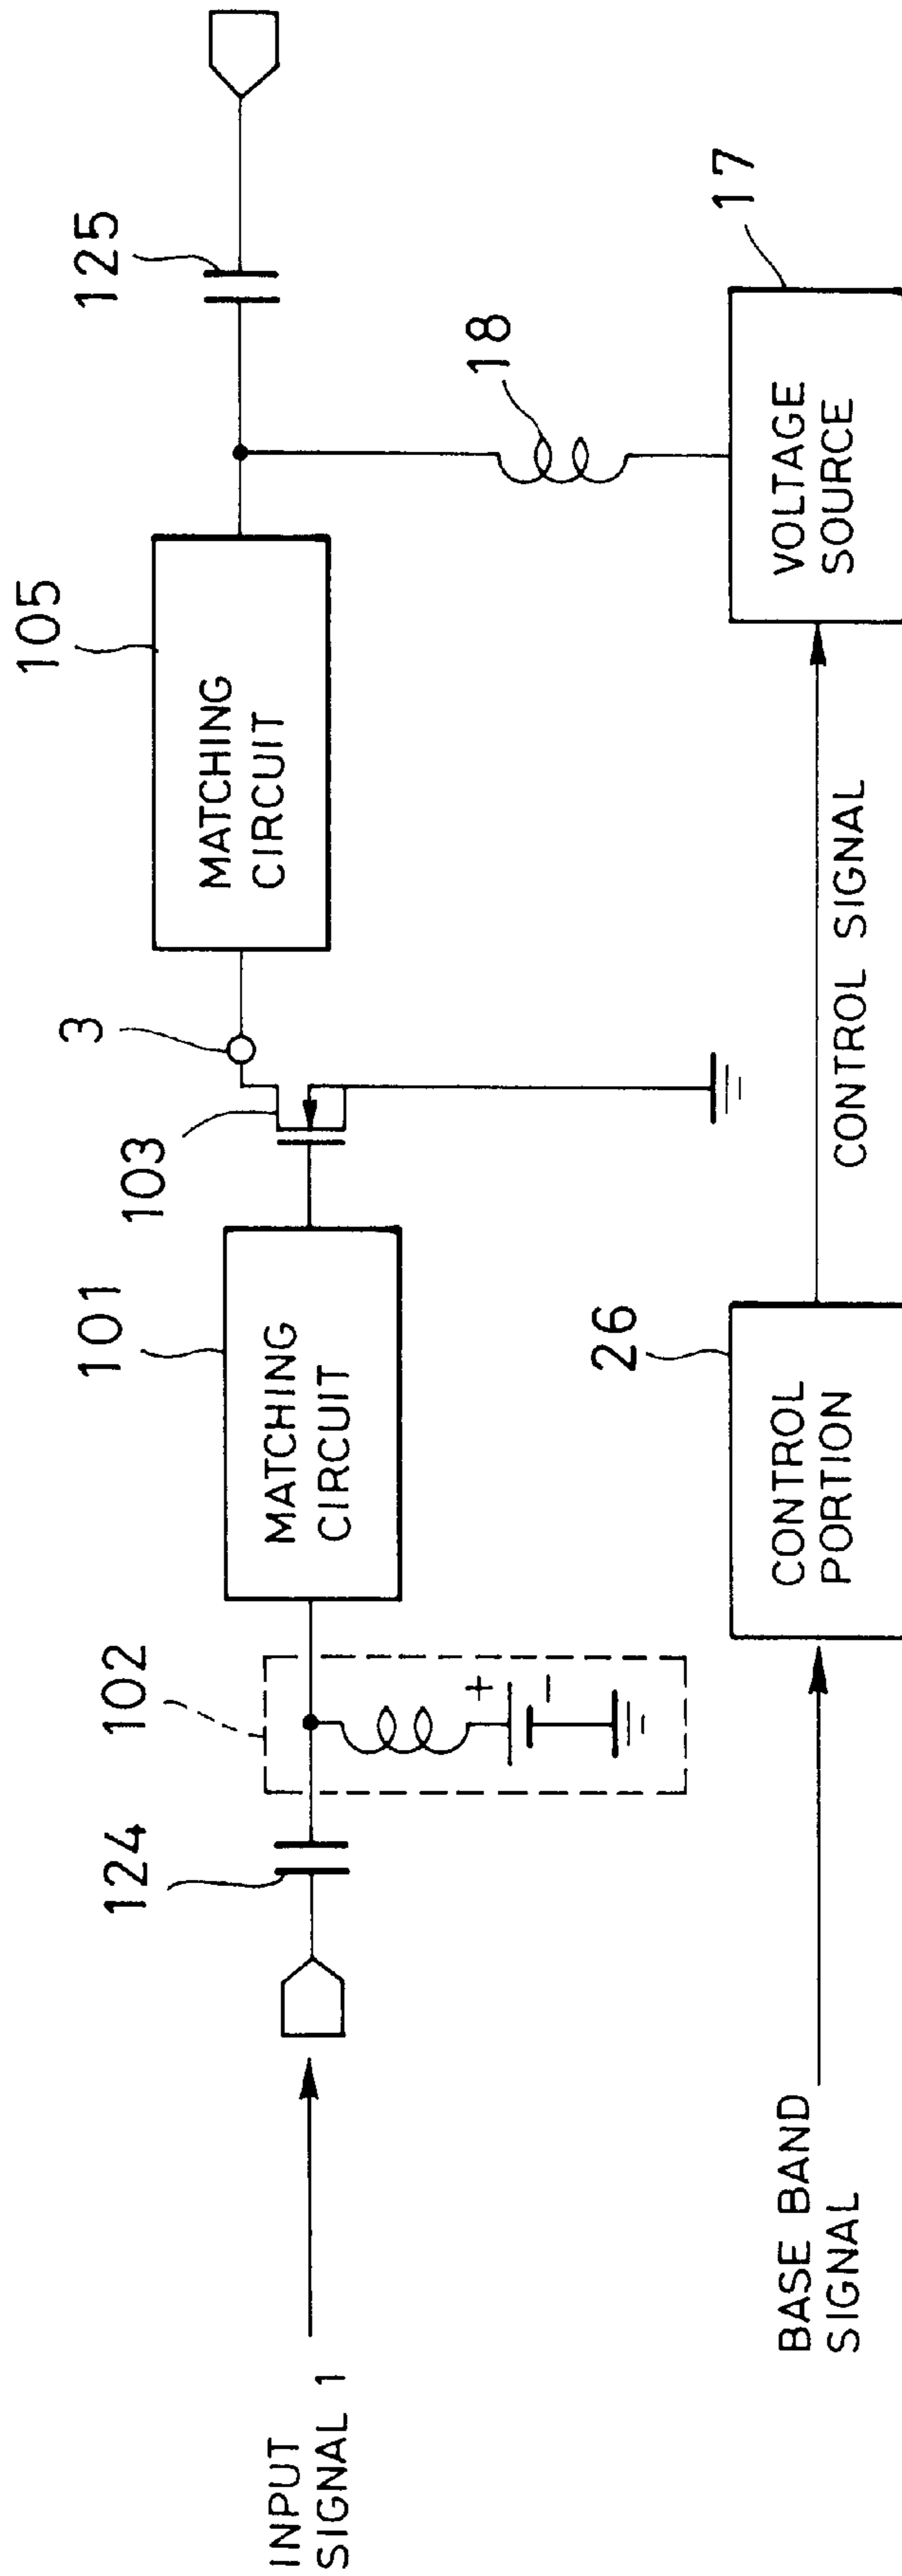 INPUT
SIGNAL 1
124
102
101
MATCHING
CIRCUIT
103
3
105
MATCHING
CIRCUIT
125
18
17
VOLTAGE
SOURCE
CONTROL SIGNAL
26
CONTROL
PORTION
BASE BAND
SIGNAL
+
−